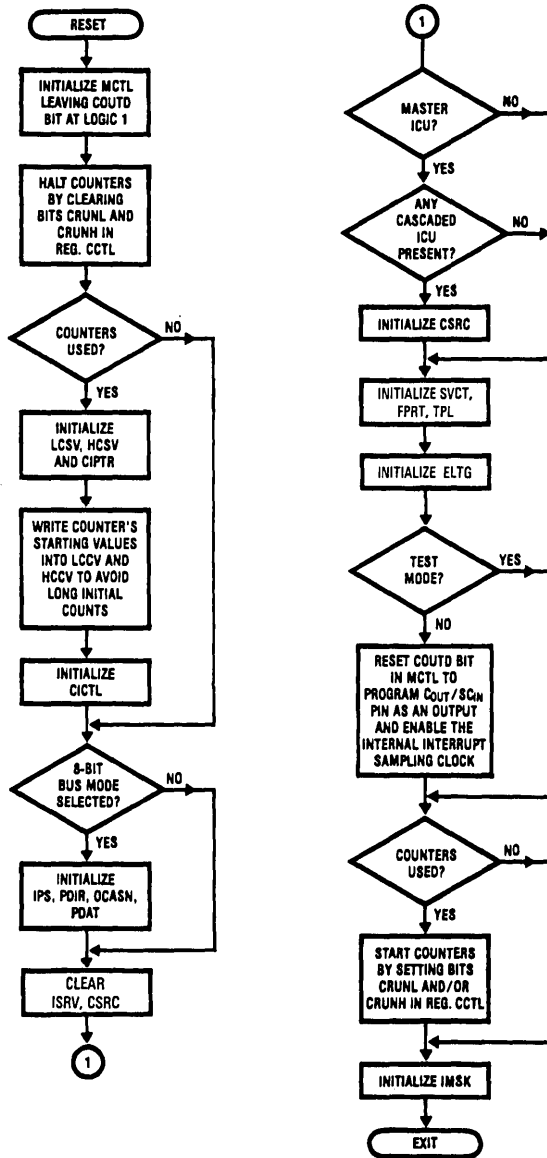 RESET
INITIALIZE MCTL
LEAVING COUTD
BIT AT LOGIC 1
HALT COUNTERS
BY CLEARING
BITS CRUNL AND
CRUNH IN
REG. CCTL
COUNTERS
USED?
NO
YES
INITIALIZE
LCSV, HCSV
AND CIPTR
WRITE COUNTER'S
STARTING VALUES
INTO LCCV AND
HCCV TO AVOID
LONG INITIAL
COUNTS
INITIALIZE
CICTL
8-BIT
BUS MODE
SELECTED?
NO
YES
INITIALIZE
IPS, PDIR, OCASN,
PDAT
CLEAR
ISRV, CSRC
1
1
MASTER
ICU?
NO
YES
ANY
CASCADED
ICU
PRESENT?
NO
YES
INITIALIZE CSRC
INITIALIZE SVCT,
FPRT, TPL
INITIALIZE ELTG
TEST
MODE?
YES
NO
RESET COUTD BIT
IN MCTL TO
PROGRAM COUT/SCIN
PIN AS AN OUTPUT
AND ENABLE THE
INTERNAL INTERRUPT
SAMPLING CLOCK
COUNTERS
USED?
NO
YES
START COUNTERS
BY SETTING BITS
CRUNL AND/OR
CRUNH IN REG. CCTL
INITIALIZE IMSK
EXIT